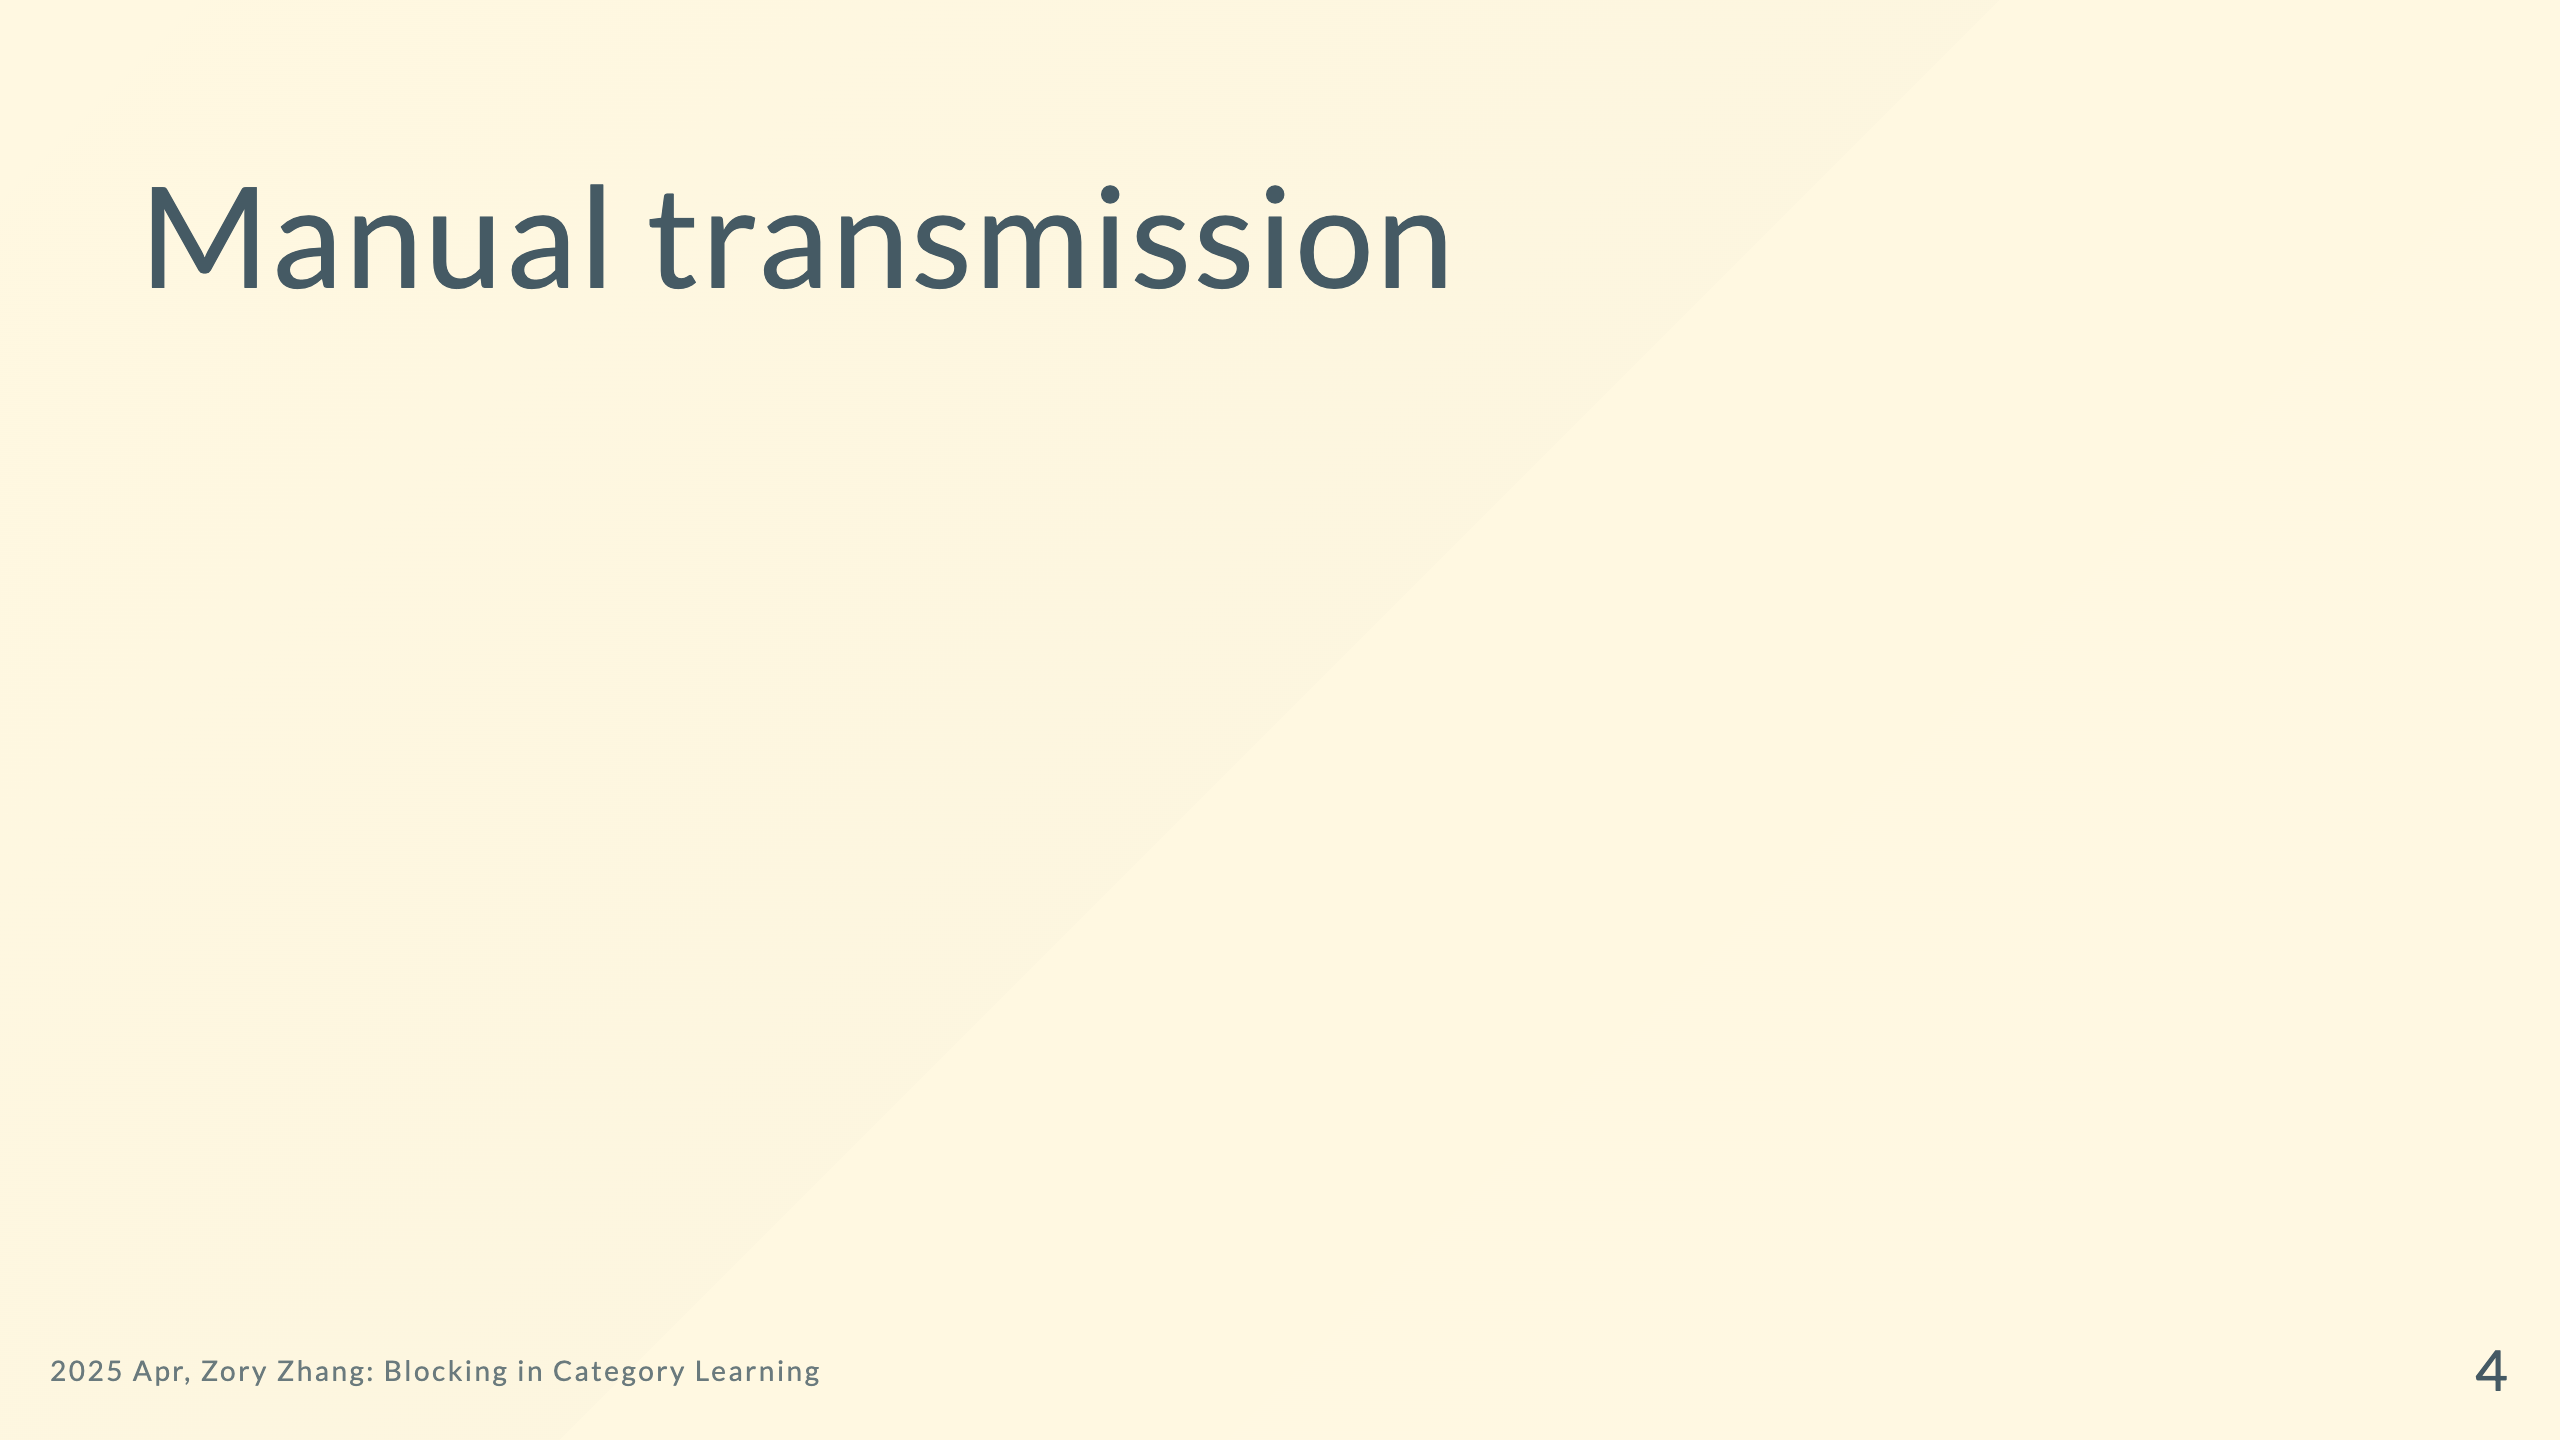 Manual transmission
2025 Apr, Zory Zhang: Blocking in Category Learning
4